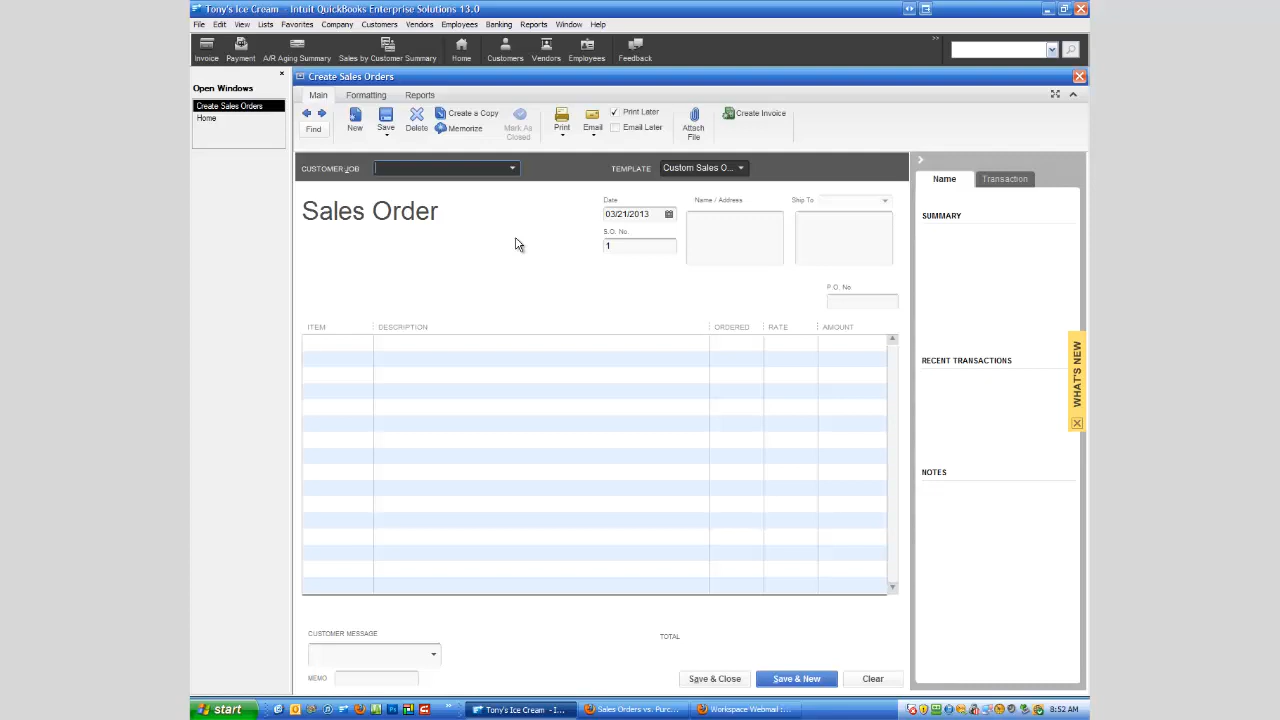 Tony's Ice Cream - Intuit QuickBooks Enterprise Solutions 13.0
File Edit View Lists Favorites Company Customers Vendors Employees Banking Reports Window Help
Invoice Payment A/R Aging Summary Sales by Customer Summary Home Customers Vendors Employees Feedback
Open Windows
Create Sales Orders
Home
Create Sales Orders
Main Formatting Reports
Find
New
Save
Delete
Create a Copy
Memorize
Mark As
Closed
Print
Email
Print Later
Email Later
Attach
File
Create Invoice
CUSTOMER:JOB
TEMPLATE Custom Sales O...
Sales Order
Date
03/21/2013
S.O. No.
1
Name / Address
Ship To
P.O. No.
ITEM DESCRIPTION ORDERED RATE AMOUNT
CUSTOMER MESSAGE
TOTAL
MEMO
Save & Close Save & New Clear
Name Transaction
SUMMARY
RECENT TRANSACTIONS
NOTES
WHAT'S NEW
start
Tony's Ice Cream - I...
Sales Orders vs. Purc...
Workspace Webmail :...
8:52 AM